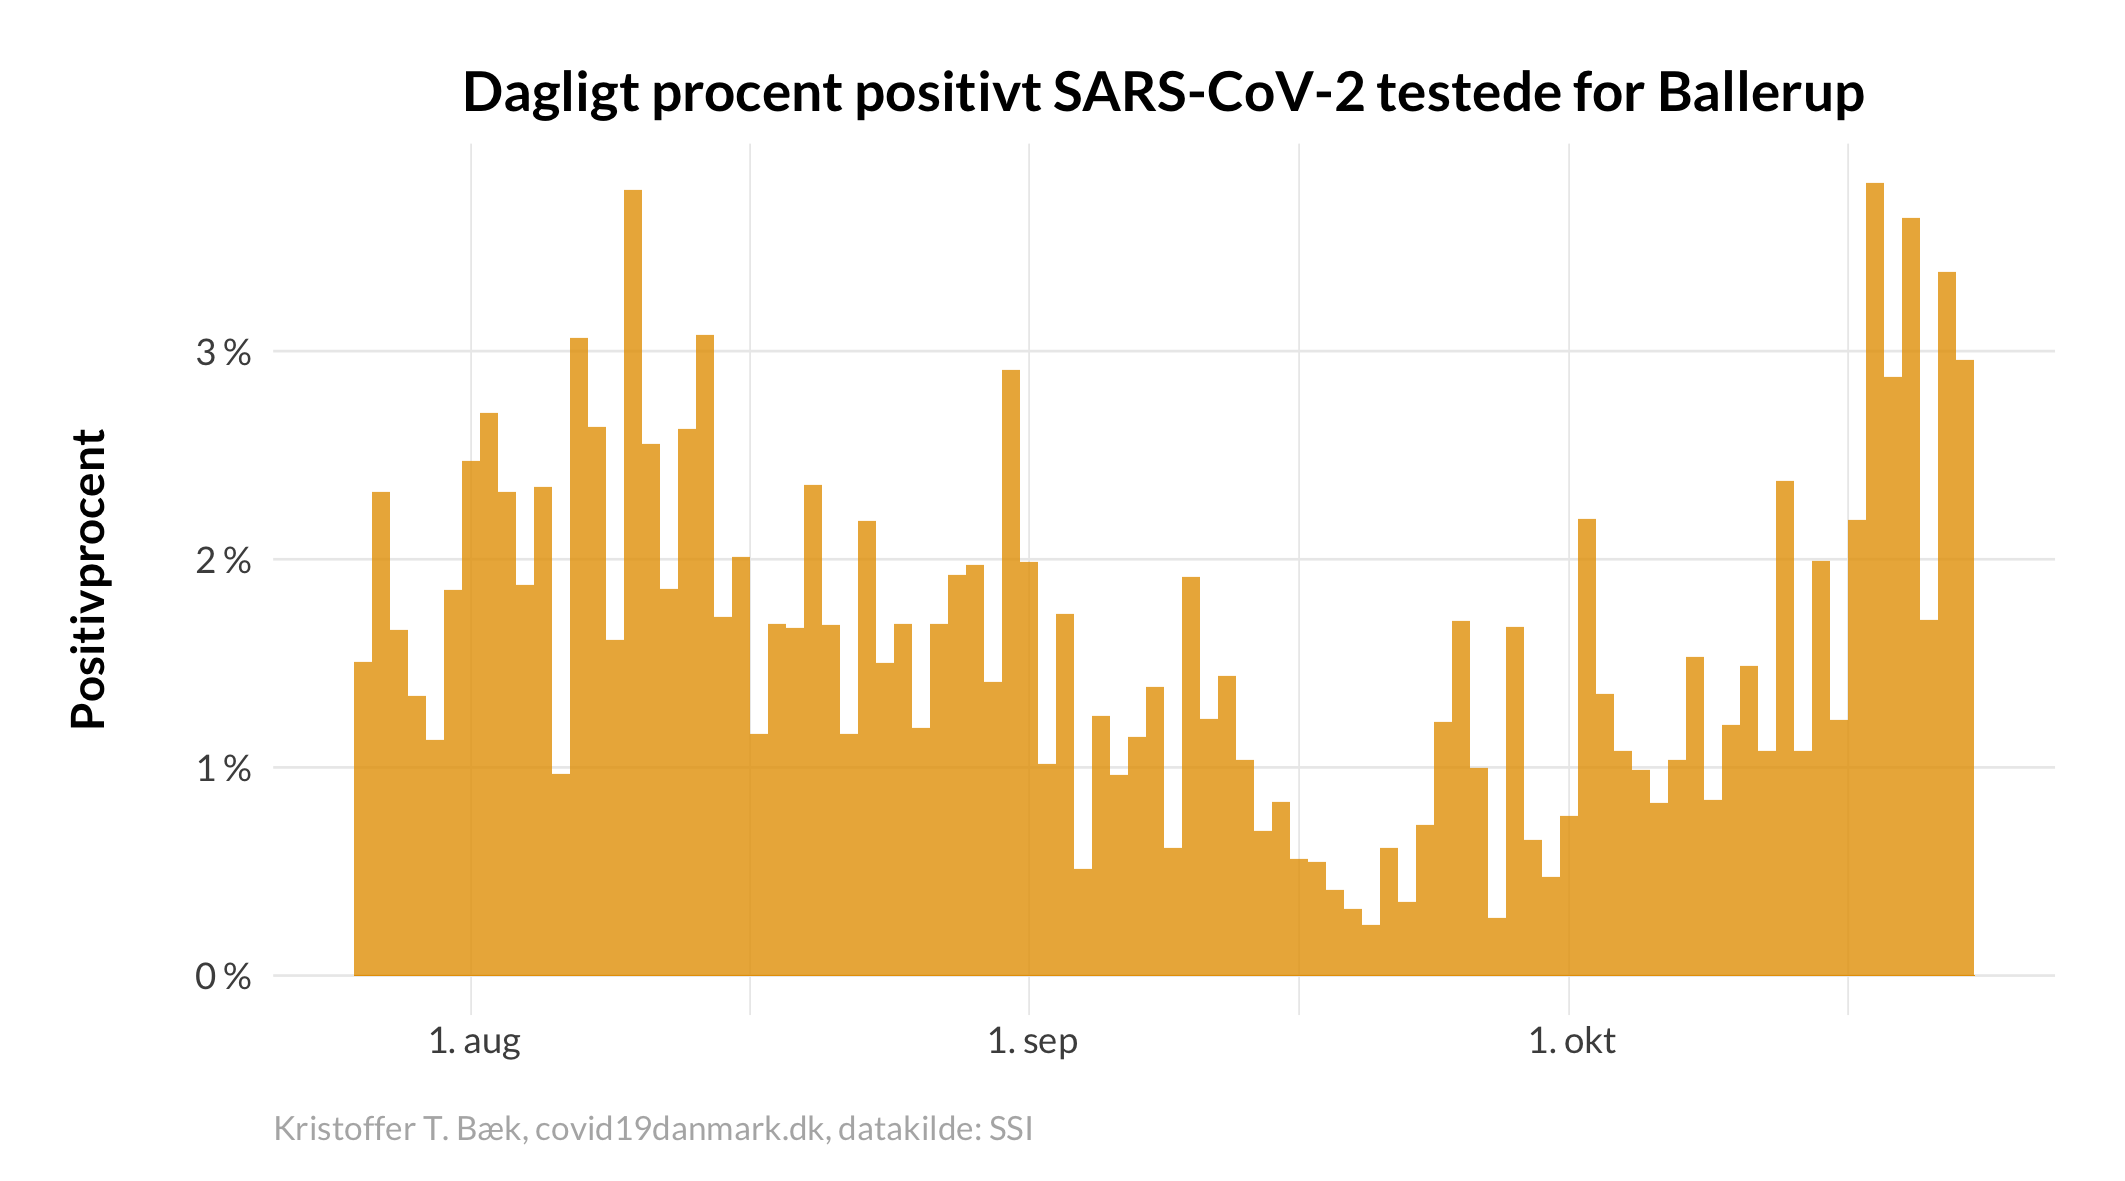 Dagligt procent positivt SARS-CoV-2 testede for Ballerup
Positivprocent
3 %
2 %
1 %
0 %
1. aug
1. sep
1. okt
Kristoffer T. Bæk, covid19danmark.dk, datakilde: SSI